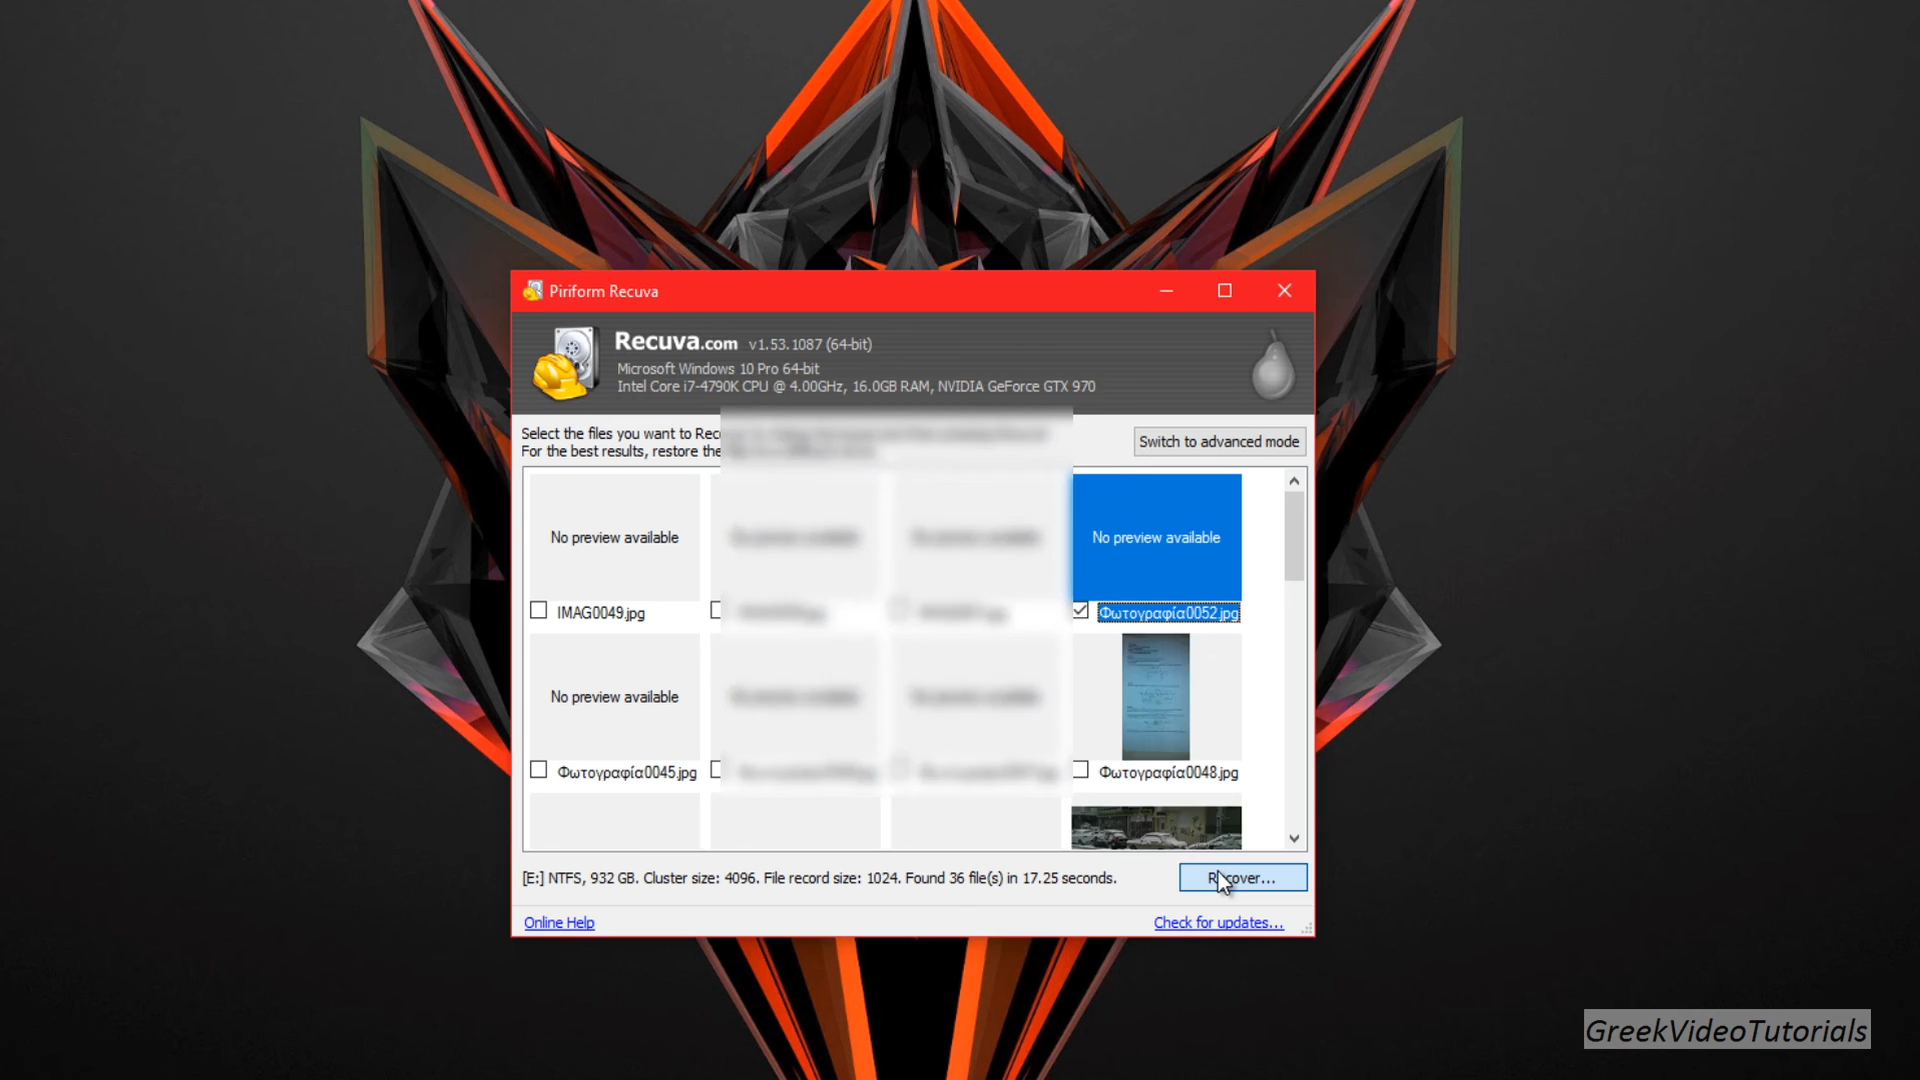 Piriform Recuva
Recuva.com v1.53.1087 (64-bit)
Microsoft Windows 10 Pro 64-bit
Intel Core i7-4790K CPU @ 4.00GHz, 16.0GB RAM, NVIDIA GeForce GTX 970
Select the files you want to
For the best results, restore the
Switch to advanced mode
No preview available
No preview available
IMAG0049.jpg
Φωτογραφία0052.jpg
No preview available
Φωτογραφία0045.jpg
Φωτογραφία0048.jpg
[E:] NTFS, 932 GB. Cluster size: 4096. File record size: 1024. Found 36 file(s) in 17.25 seconds.
Recover...
Online Help
Check for updates...
GreekVideoTutorials